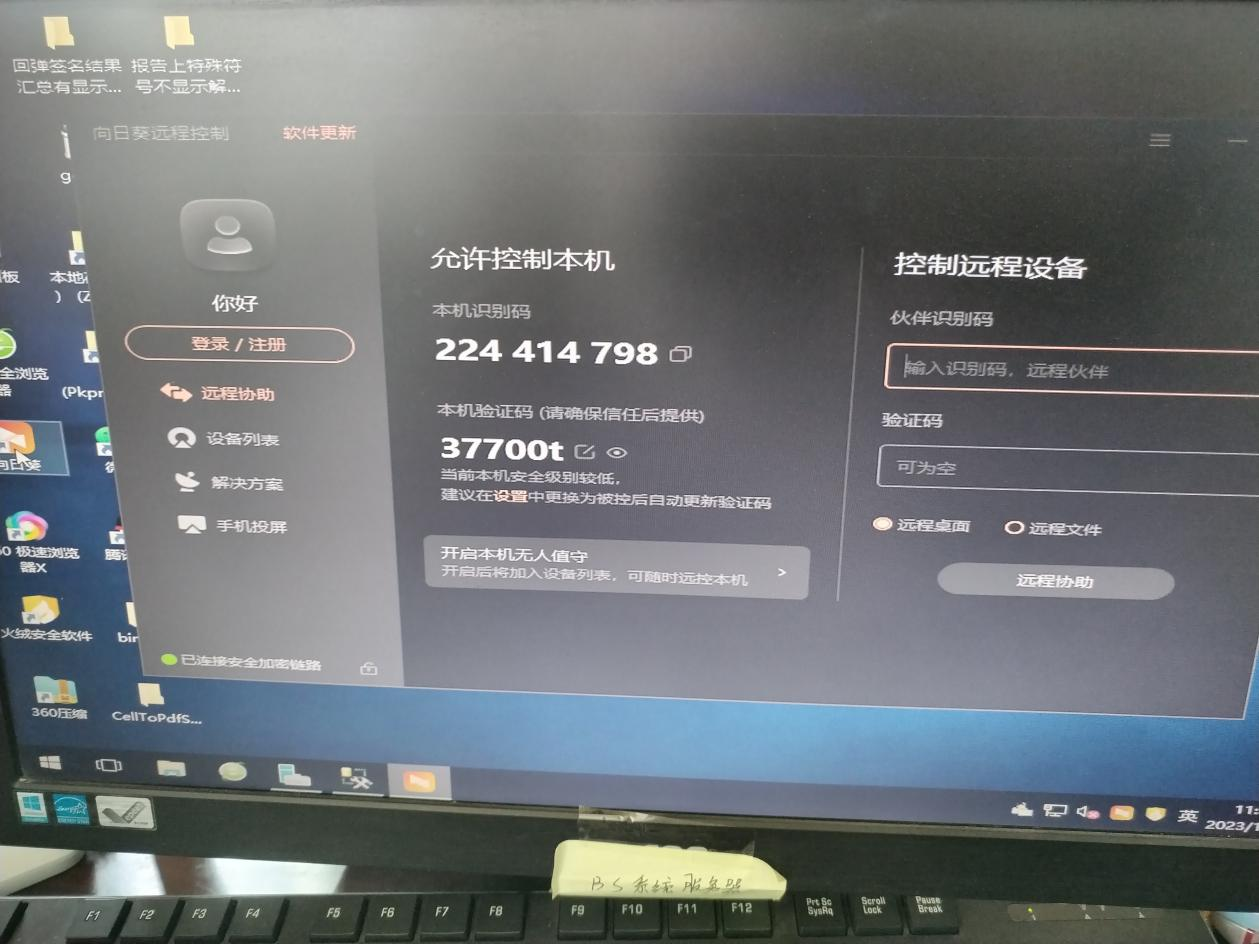 回弹签名结果
汇总有显示...
报告上特殊符
号不显示解...
向日葵远程控制
软件更新
你好
登录 / 注册
远程协助
设备列表
解决方案
手机投屏
已连接安全加密链路
允许控制本机
本机识别码
224 414 798
本机验证码 (请确保信任后提供)
37700t
当前本机安全级别较低,
建议在设置中更换为被控后自动更新验证码
开启本机无人值守
开启后将加入设备列表，可随时远控本机
>
控制远程设备
伙伴识别码
输入识别码，远程伙伴
验证码
可为空
远程桌面
远程文件
远程协助
板
本地
) (Z
全浏览
器
(Pkpr
向日葵
0 极速浏览
器X
腾
火绒安全软件
bin
360压缩
CellToPdfS...
英
11:
2023/1
BS系统服务器
F1
F2
F3
F4
F5
F6
F7
F8
F9
F10
F11
F12
Prt Sc
SysRq
Scroll
Lock
Pause
Break